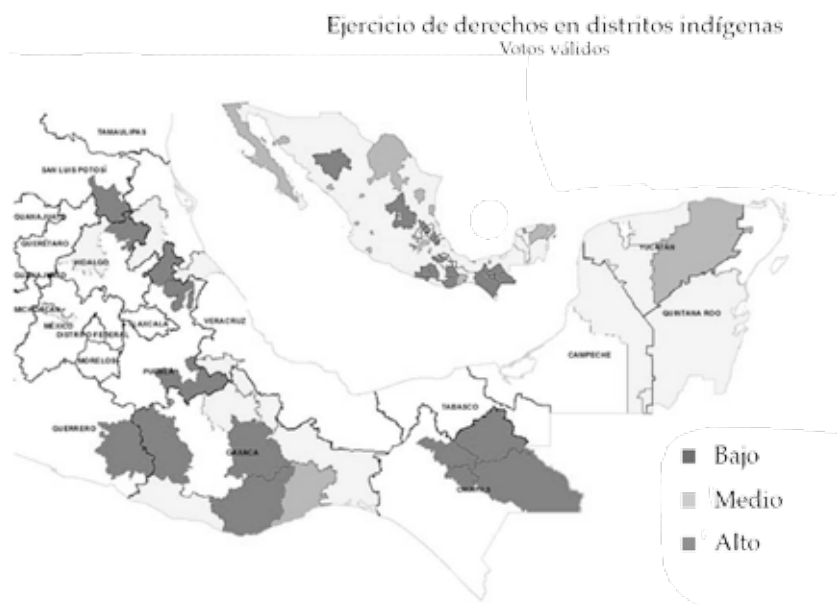 Ejercicio de derechos en distritos indígenas
Votos válidos
TAMAULIPAS
SAN LUIS POTOSÍ
GUANAJUATO
QUERÉTARO
HIDALGO
MICHOACÁN
MÉXICO
DISTRITO FEDERAL
TLAXCALA
MORELOS
VERACRUZ
PUEBLA
GUERRERO
OAXACA
TABASCO
CHIAPAS
CAMPECHE
YUCATÁN
QUINTANA ROO
Bajo
Medio
Alto